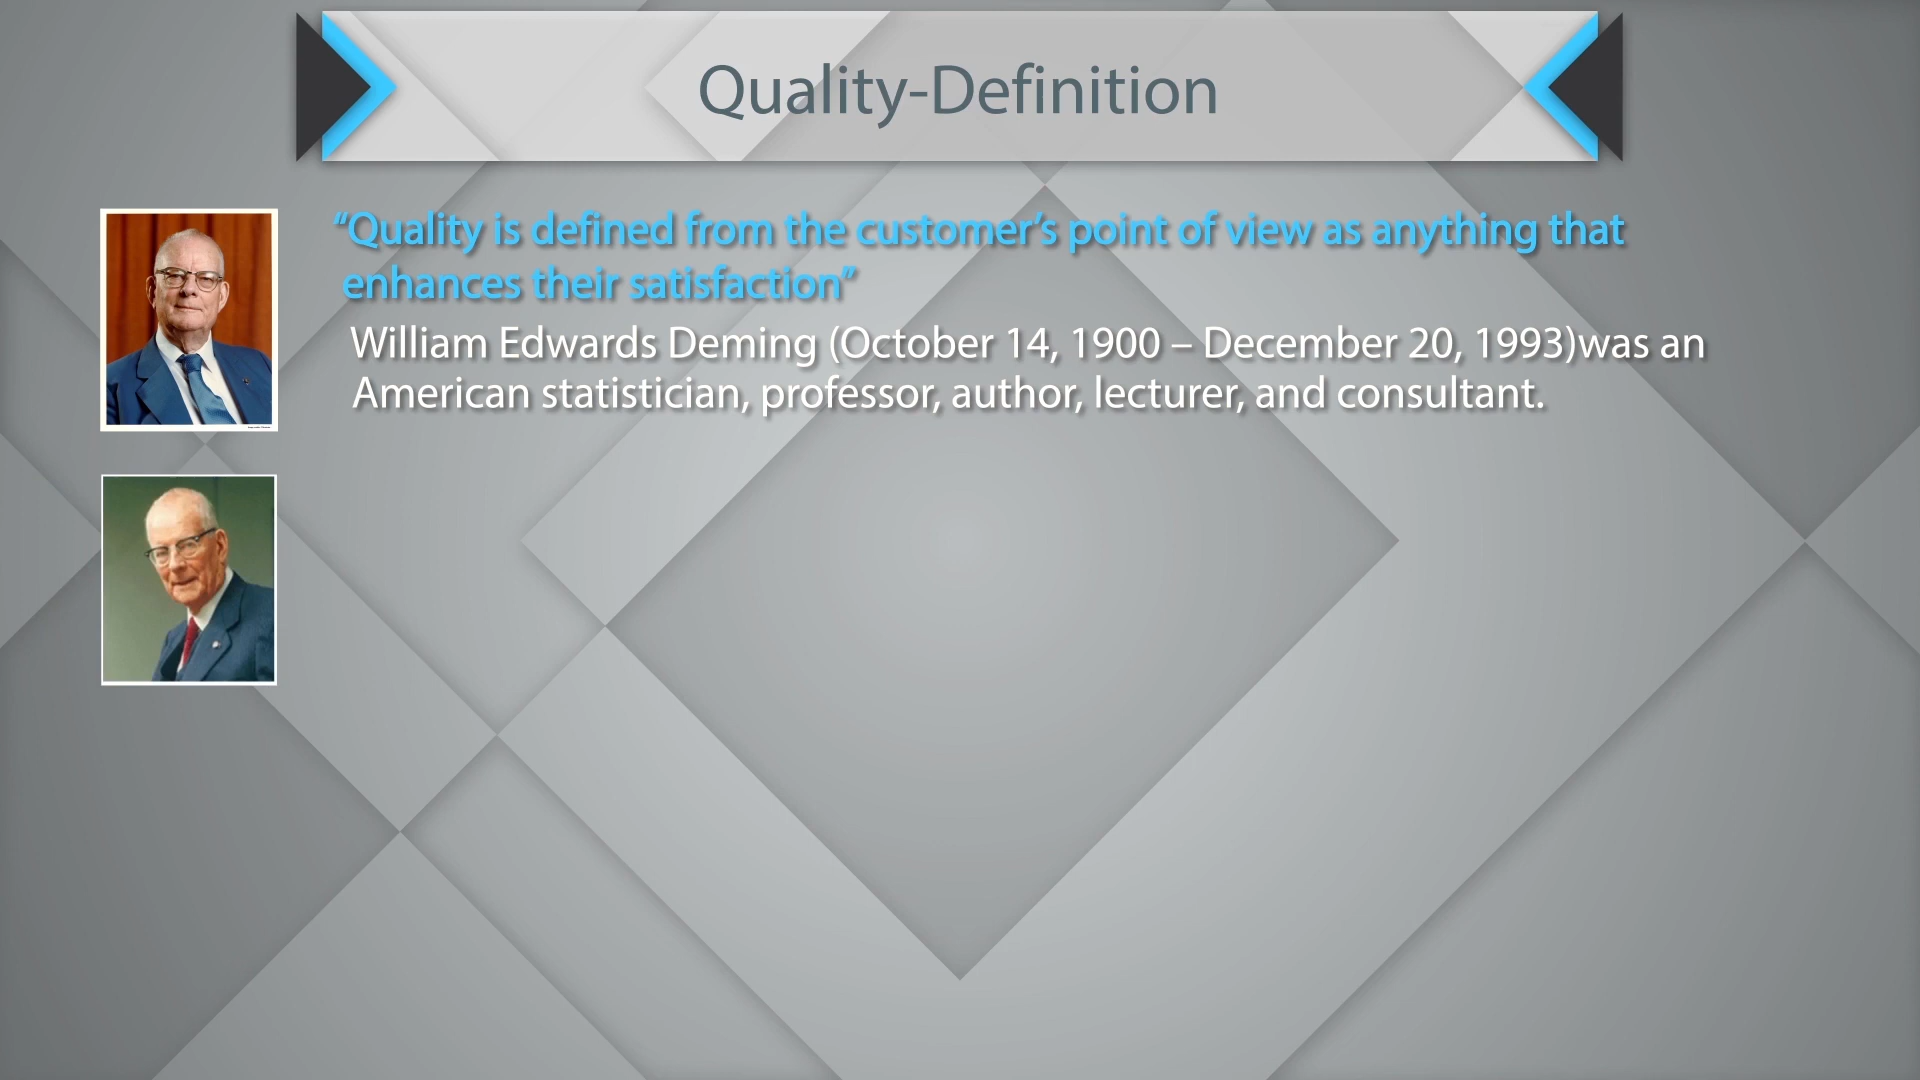 Quality-Definition
“Quality is defined from the customer’s point of view as anything that
enhances their satisfaction”
William Edwards Deming (October 14, 1900 – December 20, 1993)was an
American statistician, professor, author, lecturer, and consultant.